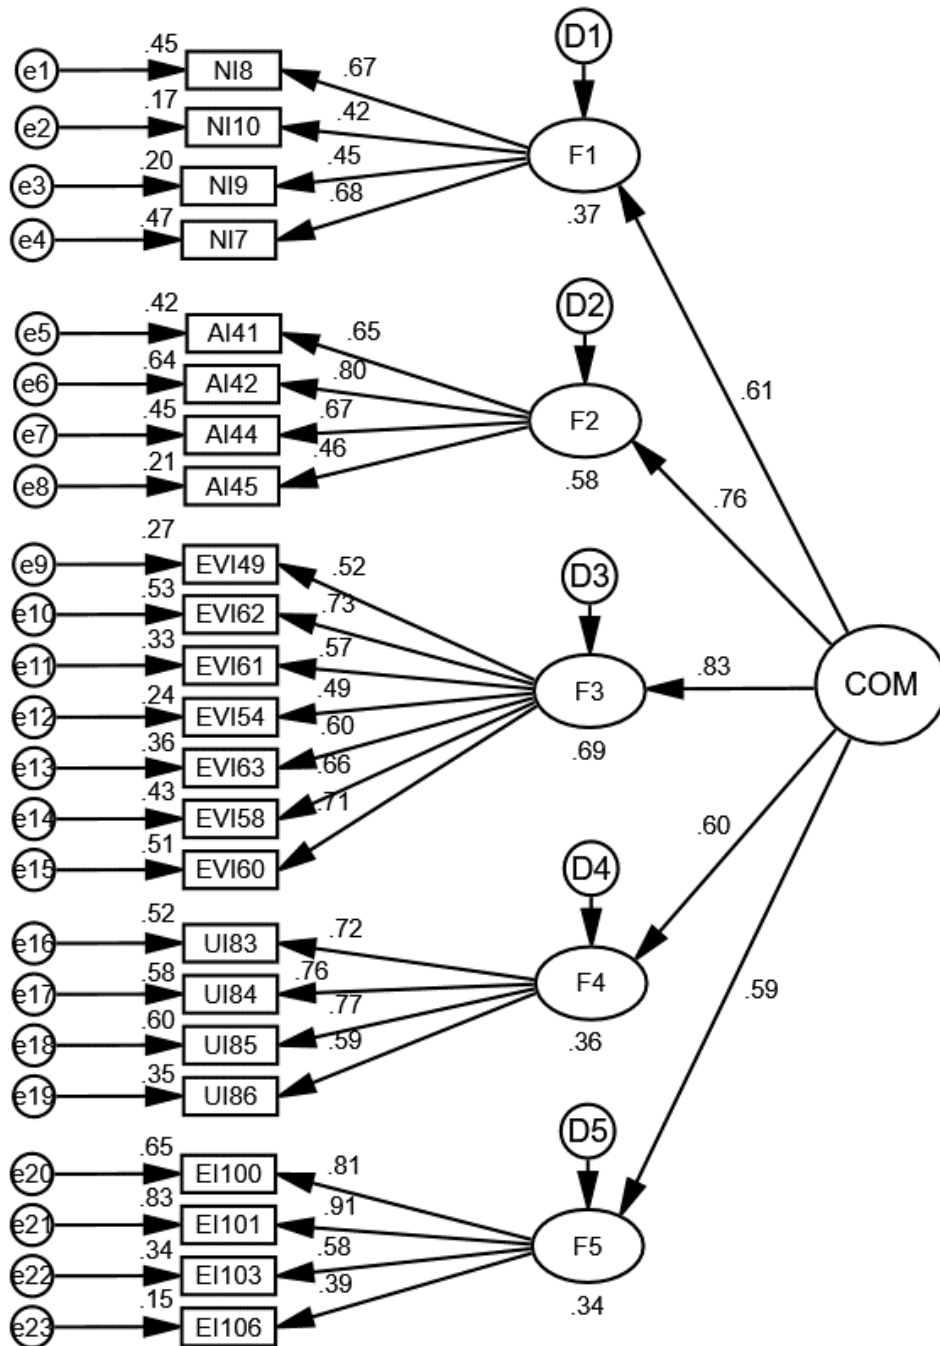 D1
.45
e1 NI8 .67
.17
e2 NI10 .42
F1
.20 .45
e3 NI9 .68
.37
.47
e4 NI7
D2
.42
e5 AI41 .65
.64 .80
e6 AI42
.61
.45 .67
e7 AI44 F2
.21 .46
e8 AI45 .58
.76
.27
e9 EVI49 .52
D3
.53 .73
e10 EVI62
.33 .57
e11 EVI61
.83
COM
.24 .49
F3
e12 EVI54 .60
.36 .69
e13 EVI63 .66
.43 .71
e14 EVI58
.60
.51
e15 EVI60
D4
.52
e16 UI83 .72
.58 .76
e17 UI84 F4
.59
.60 .77
e18 UI85 .59
.36
.35
e19 UI86
D5
.65
e20 EI100 .81
.83 .91
e21 EI101
F5
.34 .58
e22 EI103 .39
.15 .34
e23 EI106